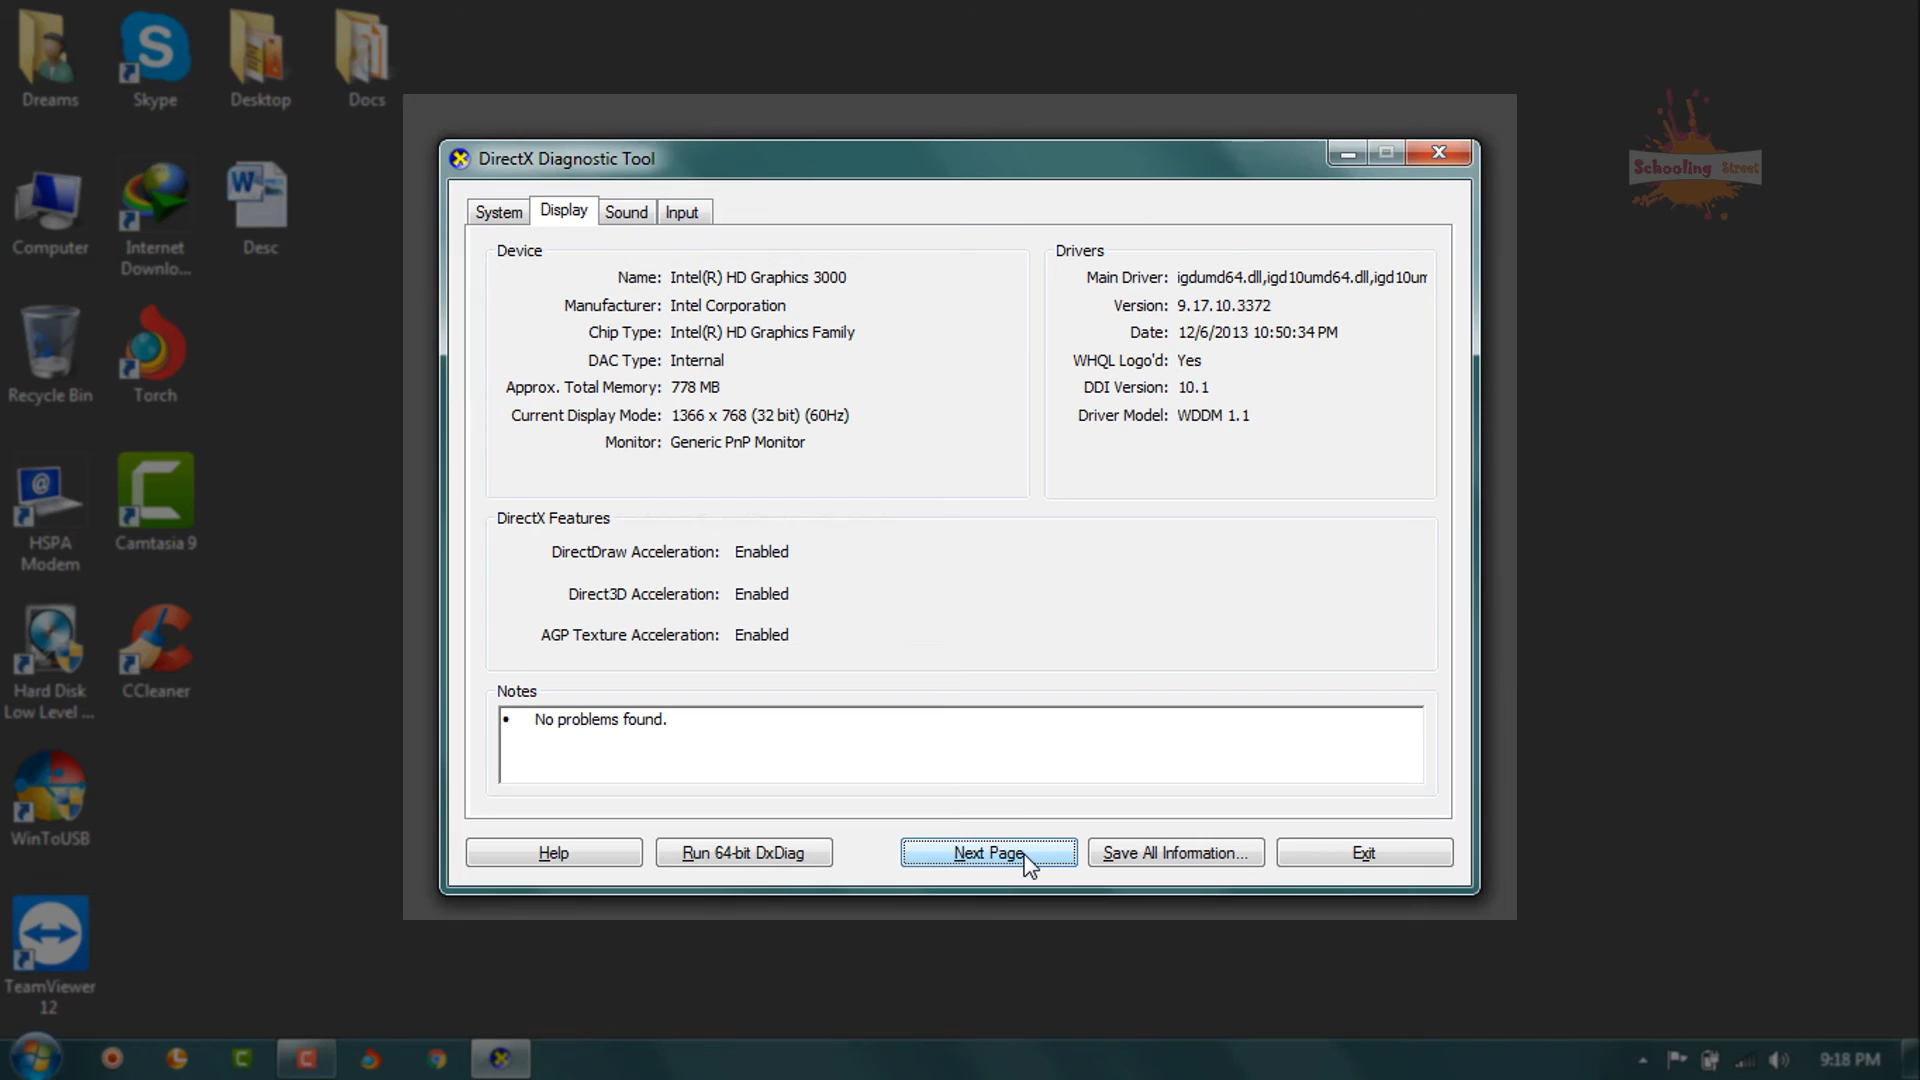 Dreams
Skype
Desktop
Docs
Computer
Internet
Downlo...
Desc
Recycle Bin
Torch
HSPA
Modem
Camtasia 9
Hard Disk
Low Level ...
CCleaner
WinToUSB
TeamViewer
12
Schooling Street
DirectX Diagnostic Tool
System Display Sound Input
Device
Name: Intel(R) HD Graphics 3000
Manufacturer: Intel Corporation
Chip Type: Intel(R) HD Graphics Family
DAC Type: Internal
Approx. Total Memory: 778 MB
Current Display Mode: 1366 x 768 (32 bit) (60Hz)
Monitor: Generic PnP Monitor
Drivers
Main Driver: igdumd64.dll,igd10umd64.dll,igd10um
Version: 9.17.10.3372
Date: 12/6/2013 10:50:34 PM
WHQL Logo'd: Yes
DDI Version: 10.1
Driver Model: WDDM 1.1
DirectX Features
DirectDraw Acceleration: Enabled
Direct3D Acceleration: Enabled
AGP Texture Acceleration: Enabled
Notes
• No problems found.
Help Run 64-bit DxDiag Next Page Save All Information... Exit
9:18 PM